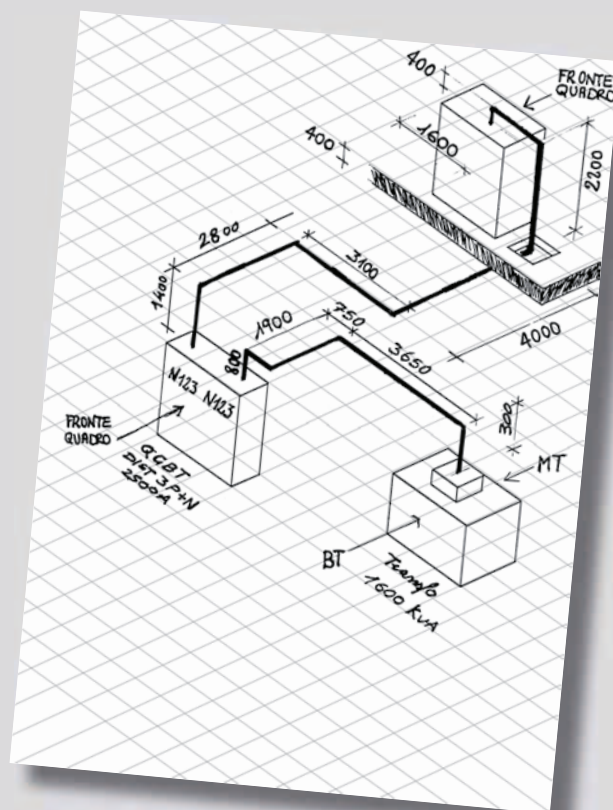 400
FRONTE
QUADRO
1600
400
2200
2800
3100
1400
4000
1900
750
3650
800
300
N123 N123
FRONTE
QUADRO
QGBT
DIST 3P+N
2500A
MT
BT
Trasfo
1600 KVA